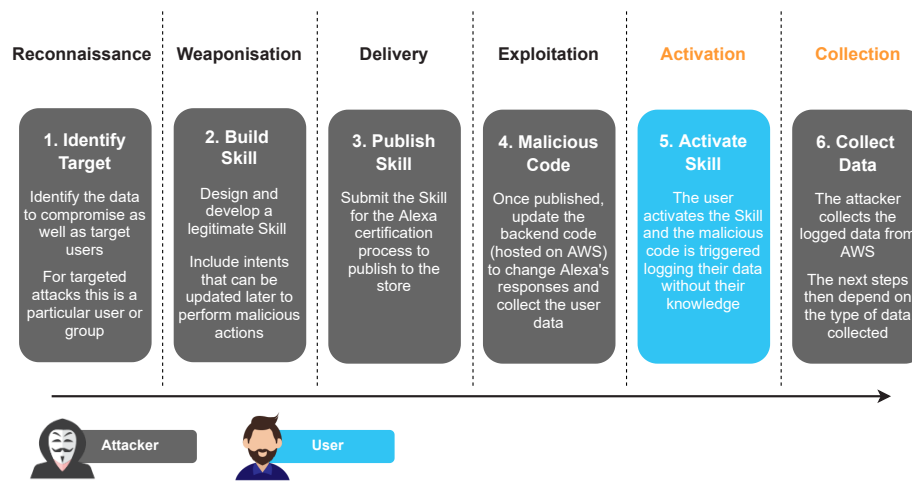 Reconnaissance
Weaponisation
Delivery
Exploitation
Activation
Collection
1. Identify
Target
Identify the data
to compromise as
well as target
users
For targeted
attacks this is a
particular user or
group
2. Build
Skill
Design and
develop a
legitimate Skill
Include intents
that can be
updated later to
perform malicious
actions
3. Publish
Skill
Submit the Skill
for the Alexa
certification
process to
publish to the
store
4. Malicious
Code
Once published,
update the
backend code
(hosted on AWS)
to change Alexa's
responses and
collect the user
data
5. Activate
Skill
The user
activates the Skill
and the malicious
code is triggered
logging their data
without their
knowledge
6. Collect
Data
The attacker
collects the
logged data from
AWS
The next steps
then depend on
the type of data
collected
Attacker
User